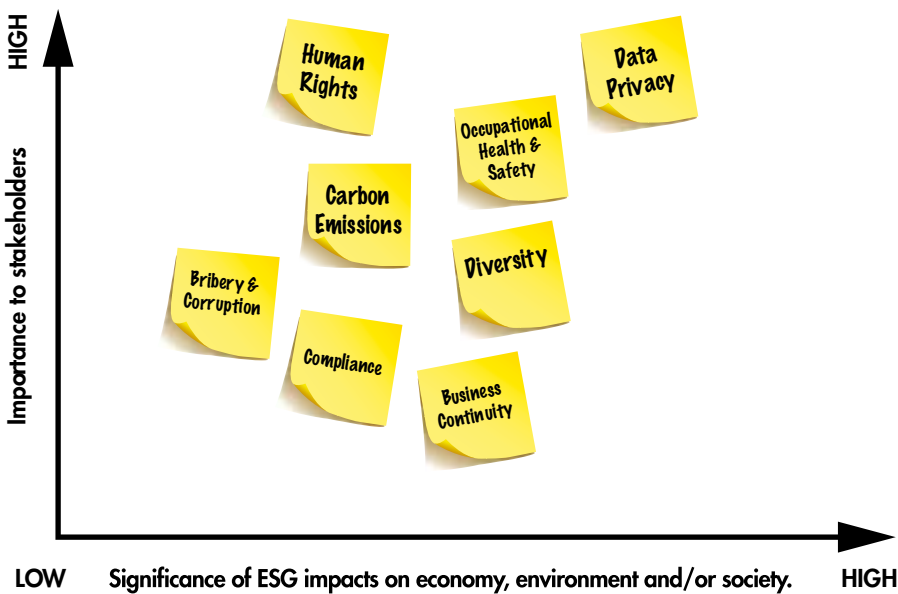 HIGH
Importance to stakeholders
Human
Rights
Data
Privacy
Occupational
Health &
Safety
Carbon
Emissions
Diversity
Bribery &
Corruption
Compliance
Business
Continuity
LOW
Significance of ESG impacts on economy, environment and/or society.
HIGH